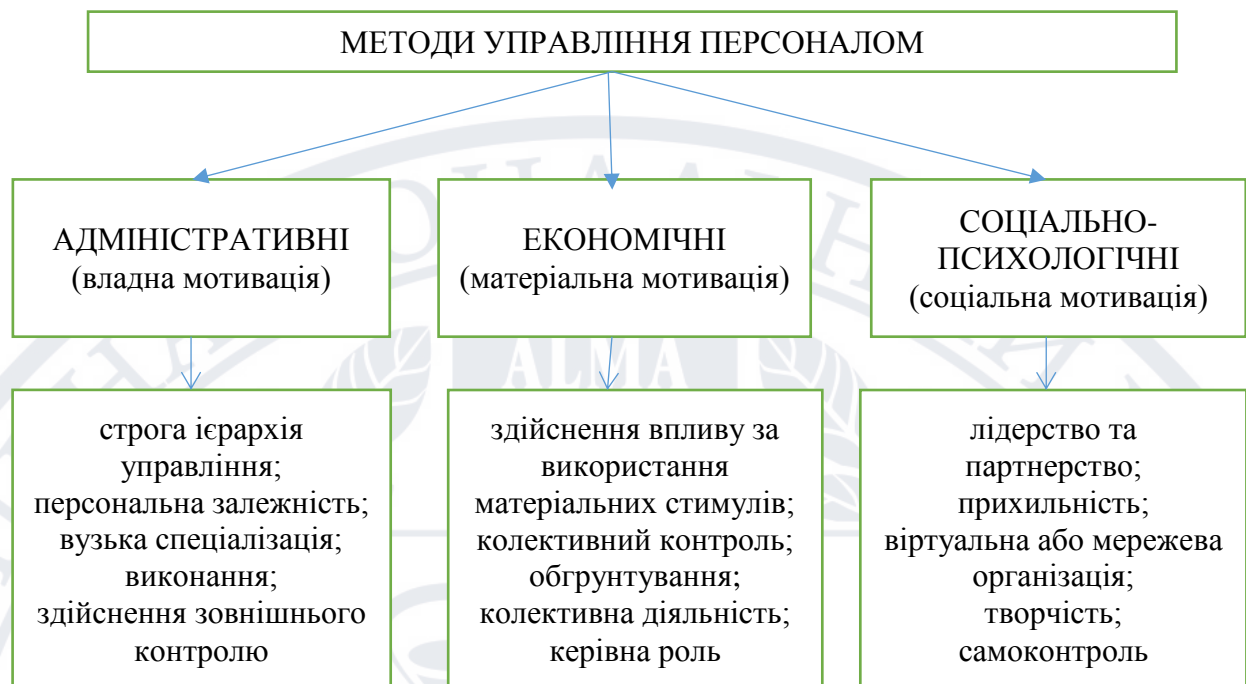 МЕТОДИ УПРАВЛІННЯ ПЕРСОНАЛОМ
АДМІНІСТРАТИВНІ
(владна мотивація)
ЕКОНОМІЧНІ
(матеріальна мотивація)
СОЦІАЛЬНО-
ПСИХОЛОГІЧНІ
(соціальна мотивація)
строга ієрархія
управління;
персональна залежність;
вузька спеціалізація;
виконання;
здійснення зовнішнього
контролю
здійснення впливу за
використання
матеріальних стимулів;
колективний контроль;
обгрунтування;
колективна діяльність;
керівна роль
лідерство та
партнерство;
прихильність;
віртуальна або мережева
організація;
творчість;
самоконтроль
ALMA